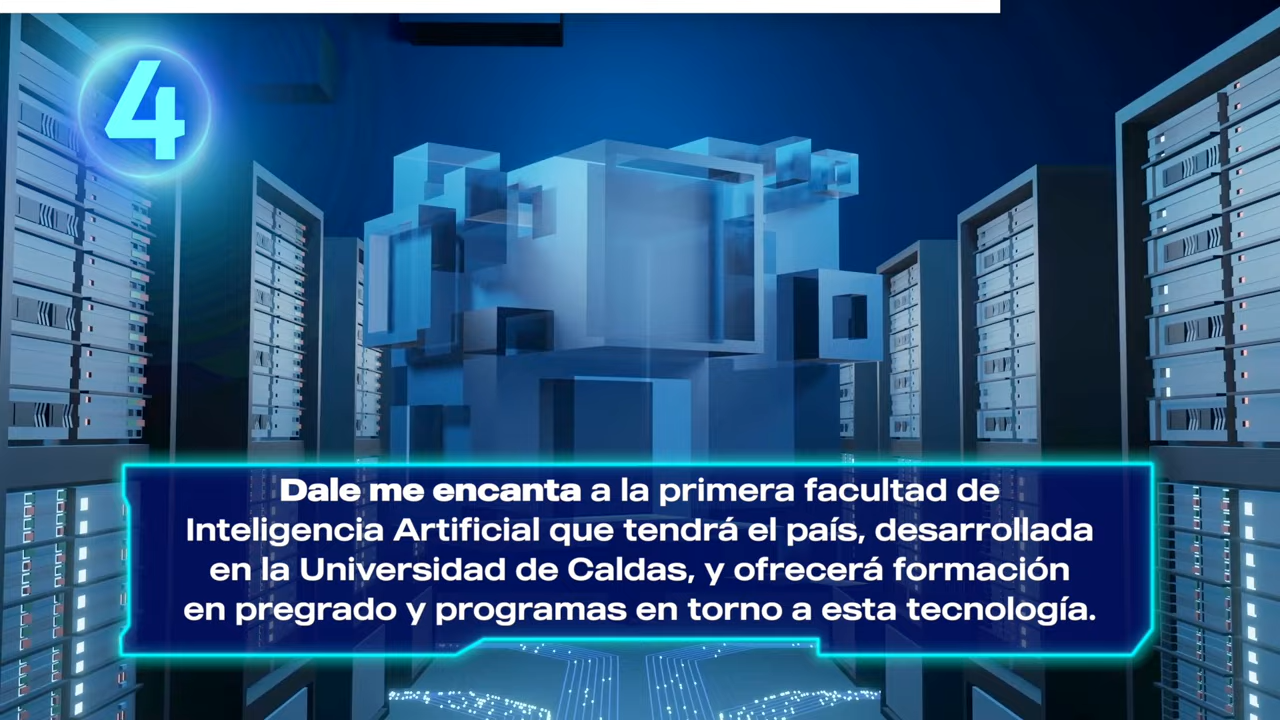 4
Dale me encanta a la primera facultad de
Inteligencia Artificial que tendrá el país, desarrollada
en la Universidad de Caldas, y ofrecerá formación
en pregrado y programas en torno a esta tecnología.